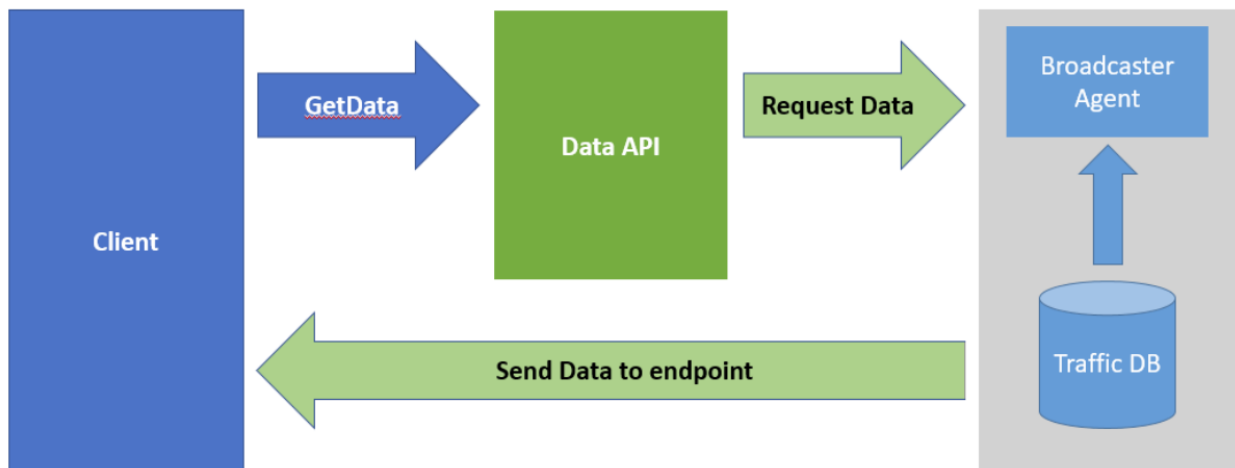 Client
GetData
Data API
Request Data
Broadcaster
Agent
Traffic DB
Send Data to endpoint